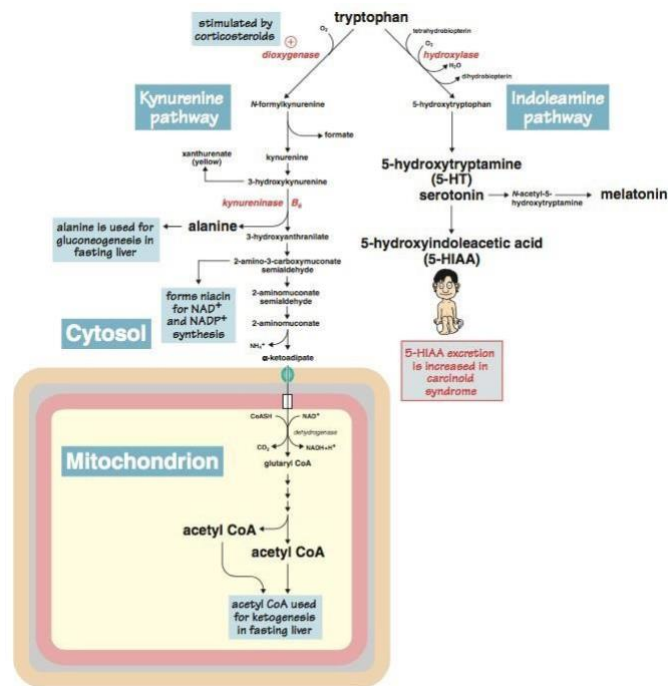 tryptophan
stimulated by
corticosteroids
O₂
+
dioxygenase
tetrahydrobiopterin
O₂
hydroxylase
H₂O
dihydrobiopterin
Kynurenine
pathway
N-formylkynurenine
5-hydroxytryptophan
Indoleamine
pathway
formate
kynurenine
xanthurenate
(yellow)
3-hydroxykynurenine
5-hydroxytryptamine
(5-HT)
serotonin
N-acetyl-5-
hydroxytryptamine
melatonin
kynureninase B₆
alanine is used for
gluconeogenesis in
fasting liver
alanine
3-hydroxyanthranilate
5-hydroxyindoleacetic acid
(5-HIAA)
2-amino-3-carboxymuconate
semialdehyde
forms niacin
for NAD⁺
and NADP⁺
synthesis
2-aminomuconate
semialdehyde
Cytosol
2-aminomuconate
NH₄⁺
α-ketoadipate
5-HIAA excretion
is increased in
carcinoid
syndrome
CoASH NAD⁺
dehydrogenase
CO₂ NADH+H⁺
Mitochondrion
glutaryl CoA
acetyl CoA
acetyl CoA
acetyl CoA used
for ketogenesis
in fasting liver